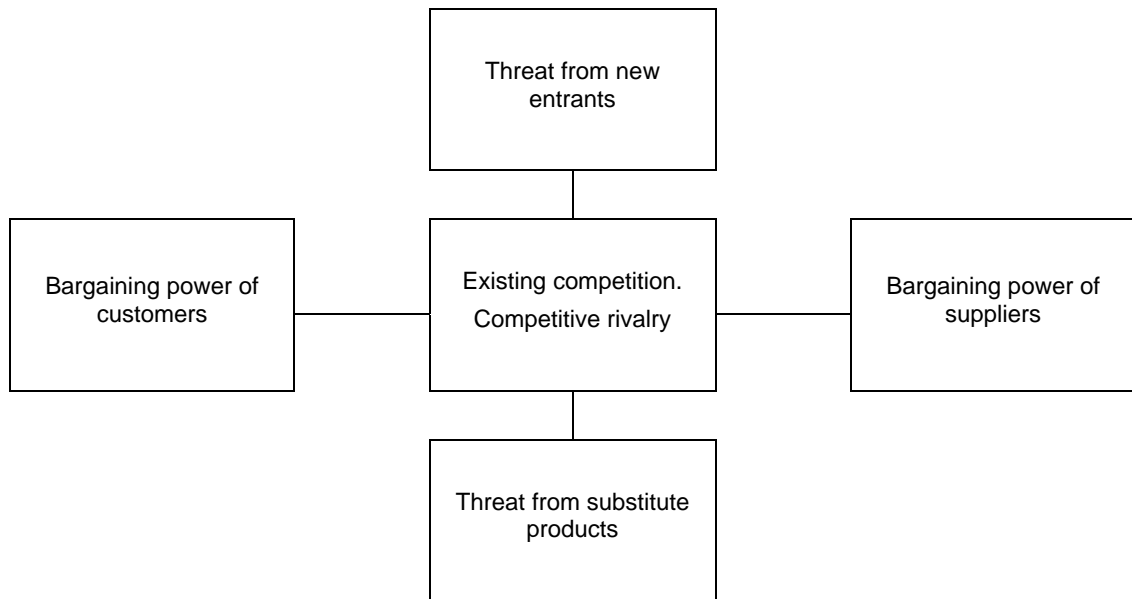 Threat from new
entrants
Bargaining power of
customers
Existing competition.
Competitive rivalry
Bargaining power of
suppliers
Threat from substitute
products